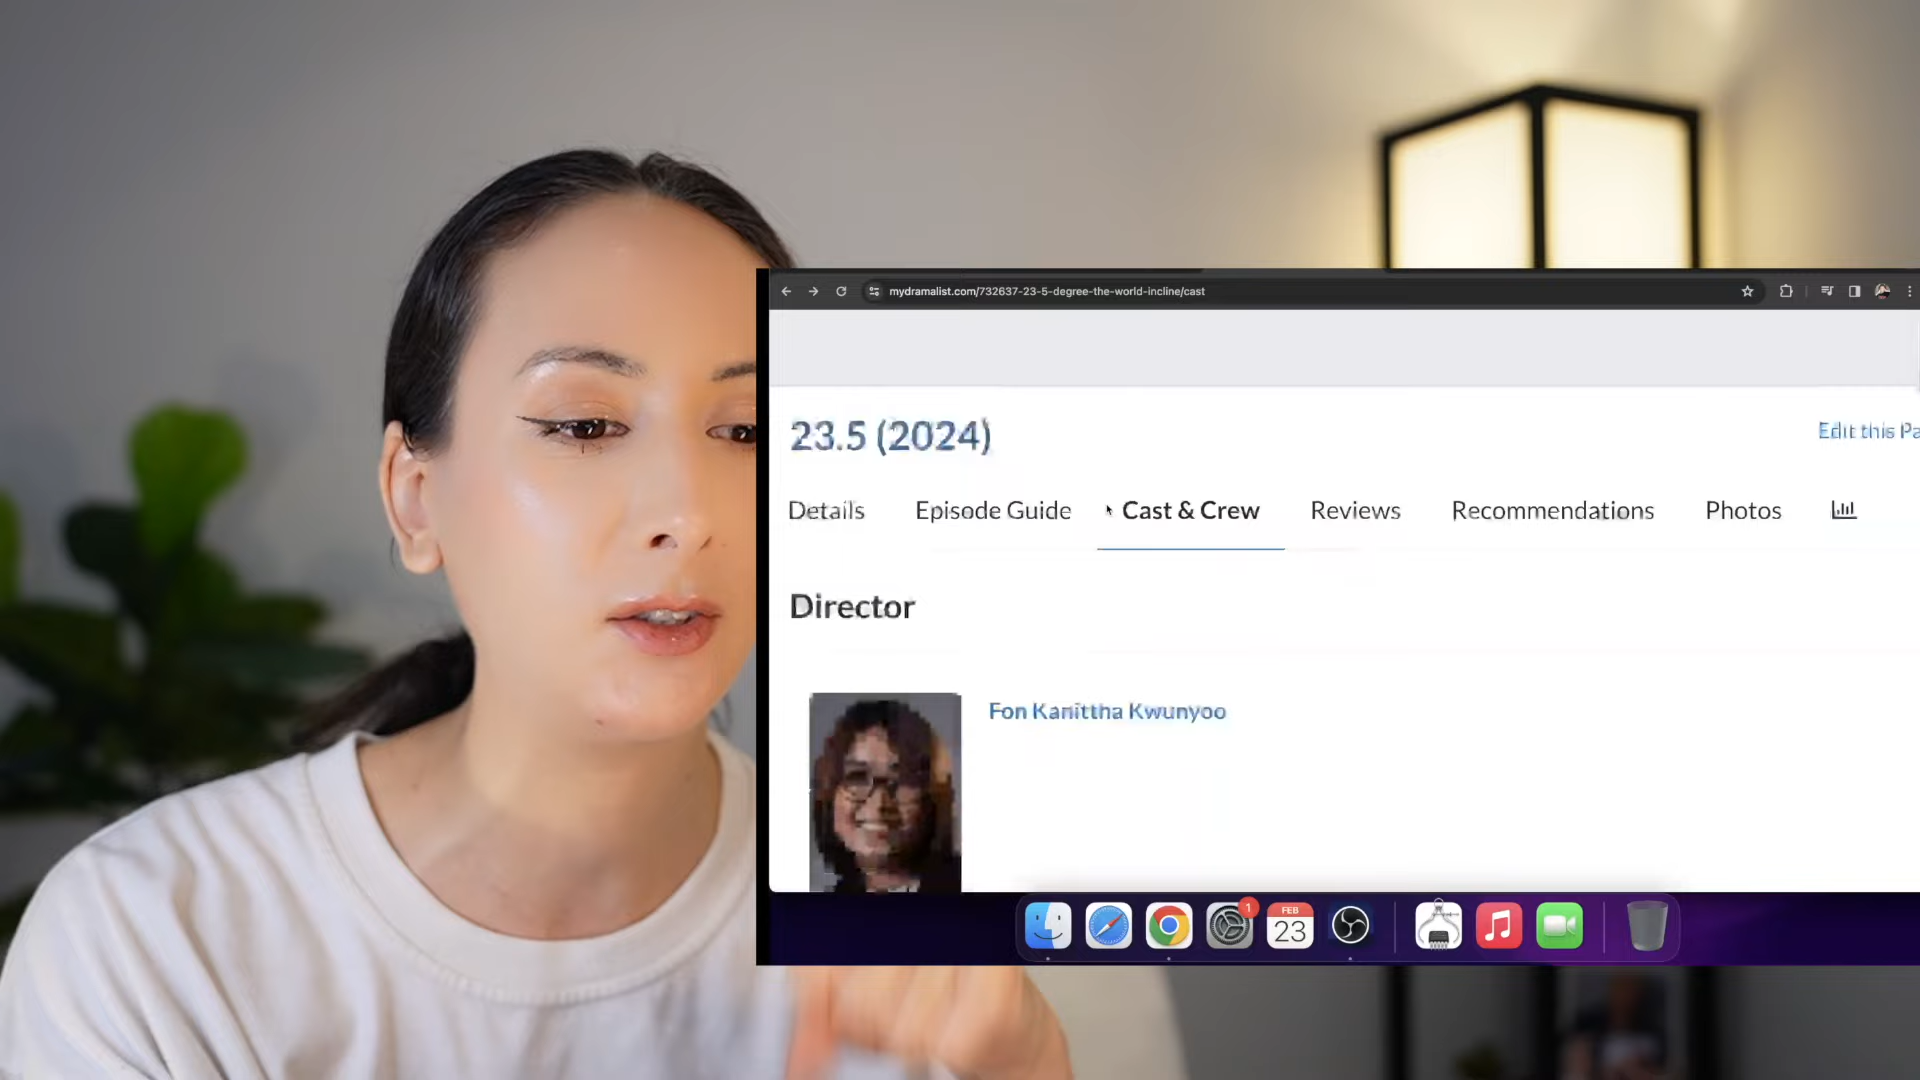 mydramalist.com/732637-23-5-degree-the-world-incline/cast
23.5 (2024)
Edit this Pa
Details Episode Guide Cast & Crew Reviews Recommendations Photos
Director
Fon Kanittha Kwunyoo
1
FEB
23